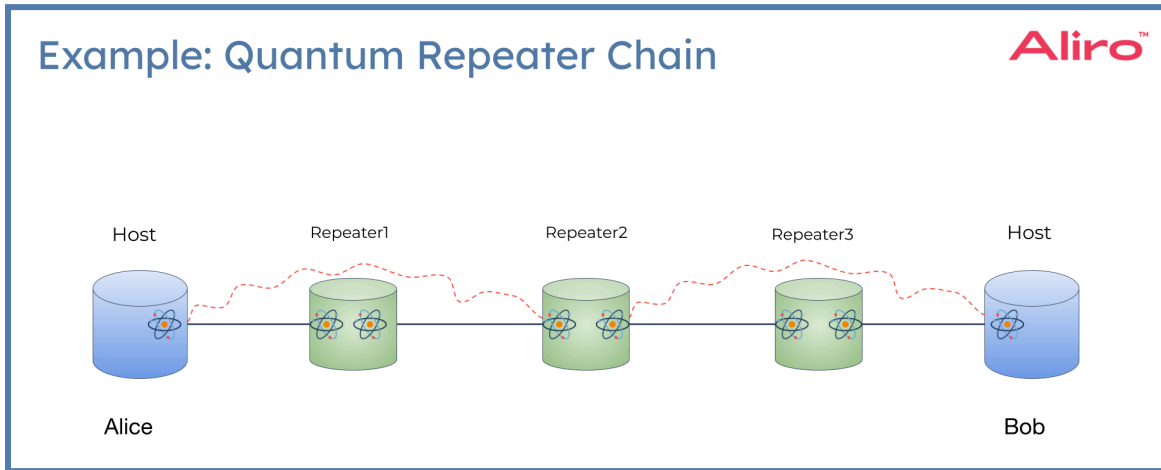 Example: Quantum Repeater Chain
Aliro™
Host
Repeater1
Repeater2
Repeater3
Host
Alice
Bob